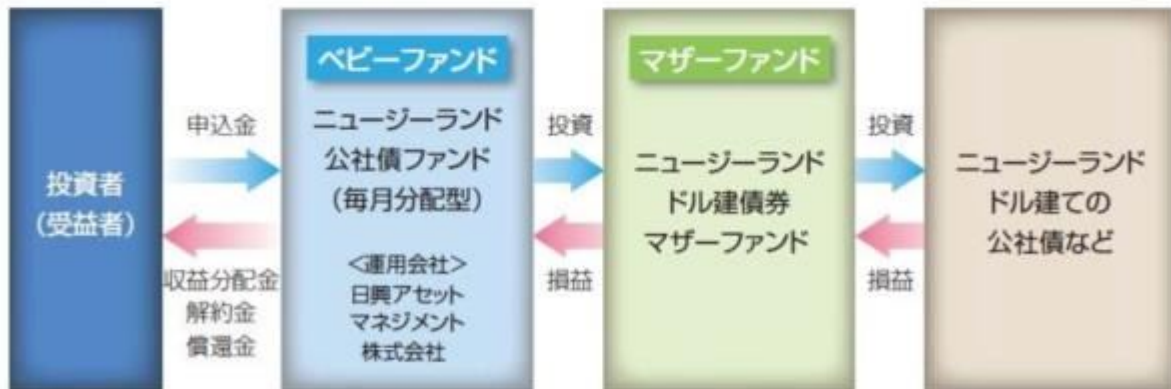 投資者
(受益者)
申込金
収益分配金
解約金
償還金
ベビーファンド
ニュージーランド
公社債ファンド
(毎月分配型)
<運用会社>
日興アセット
マネジメント
株式会社
投資
損益
マザーファンド
ニュージーランド
ドル建債券
マザーファンド
投資
損益
ニュージーランド
ドル建ての
公社債など